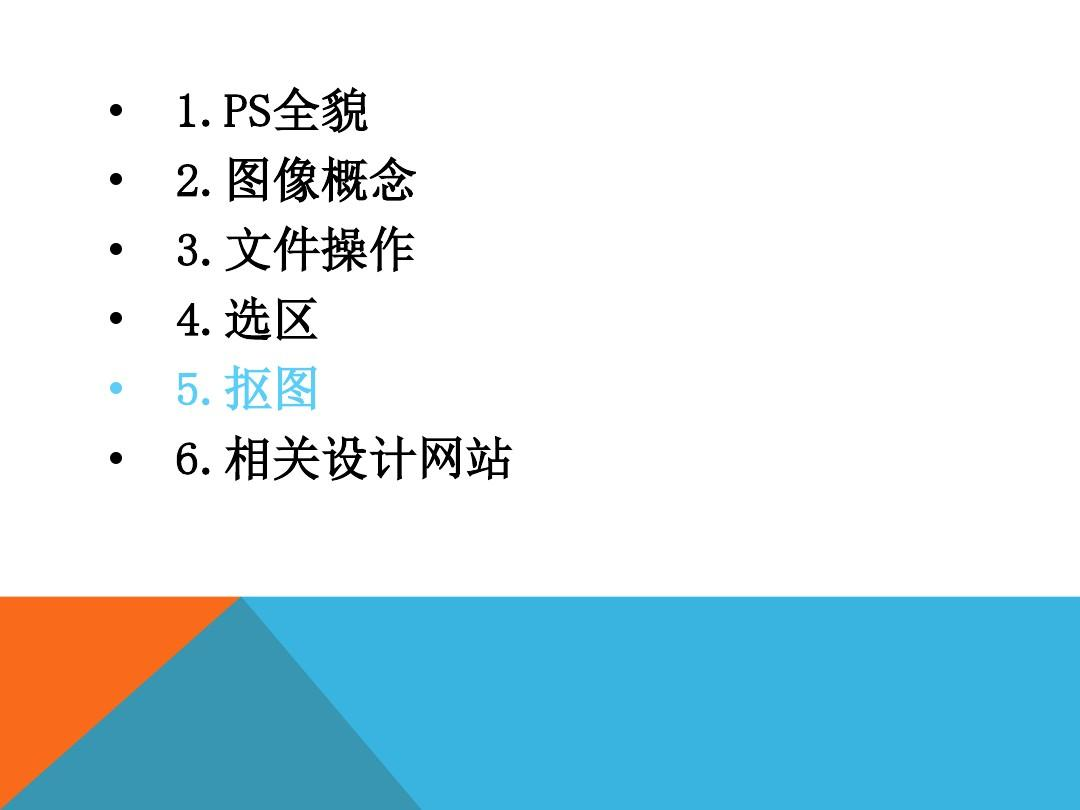 • 1.PS全貌
• 2.图像概念
• 3.文件操作
• 4.选区
• 5.抠图
• 6.相关设计网站